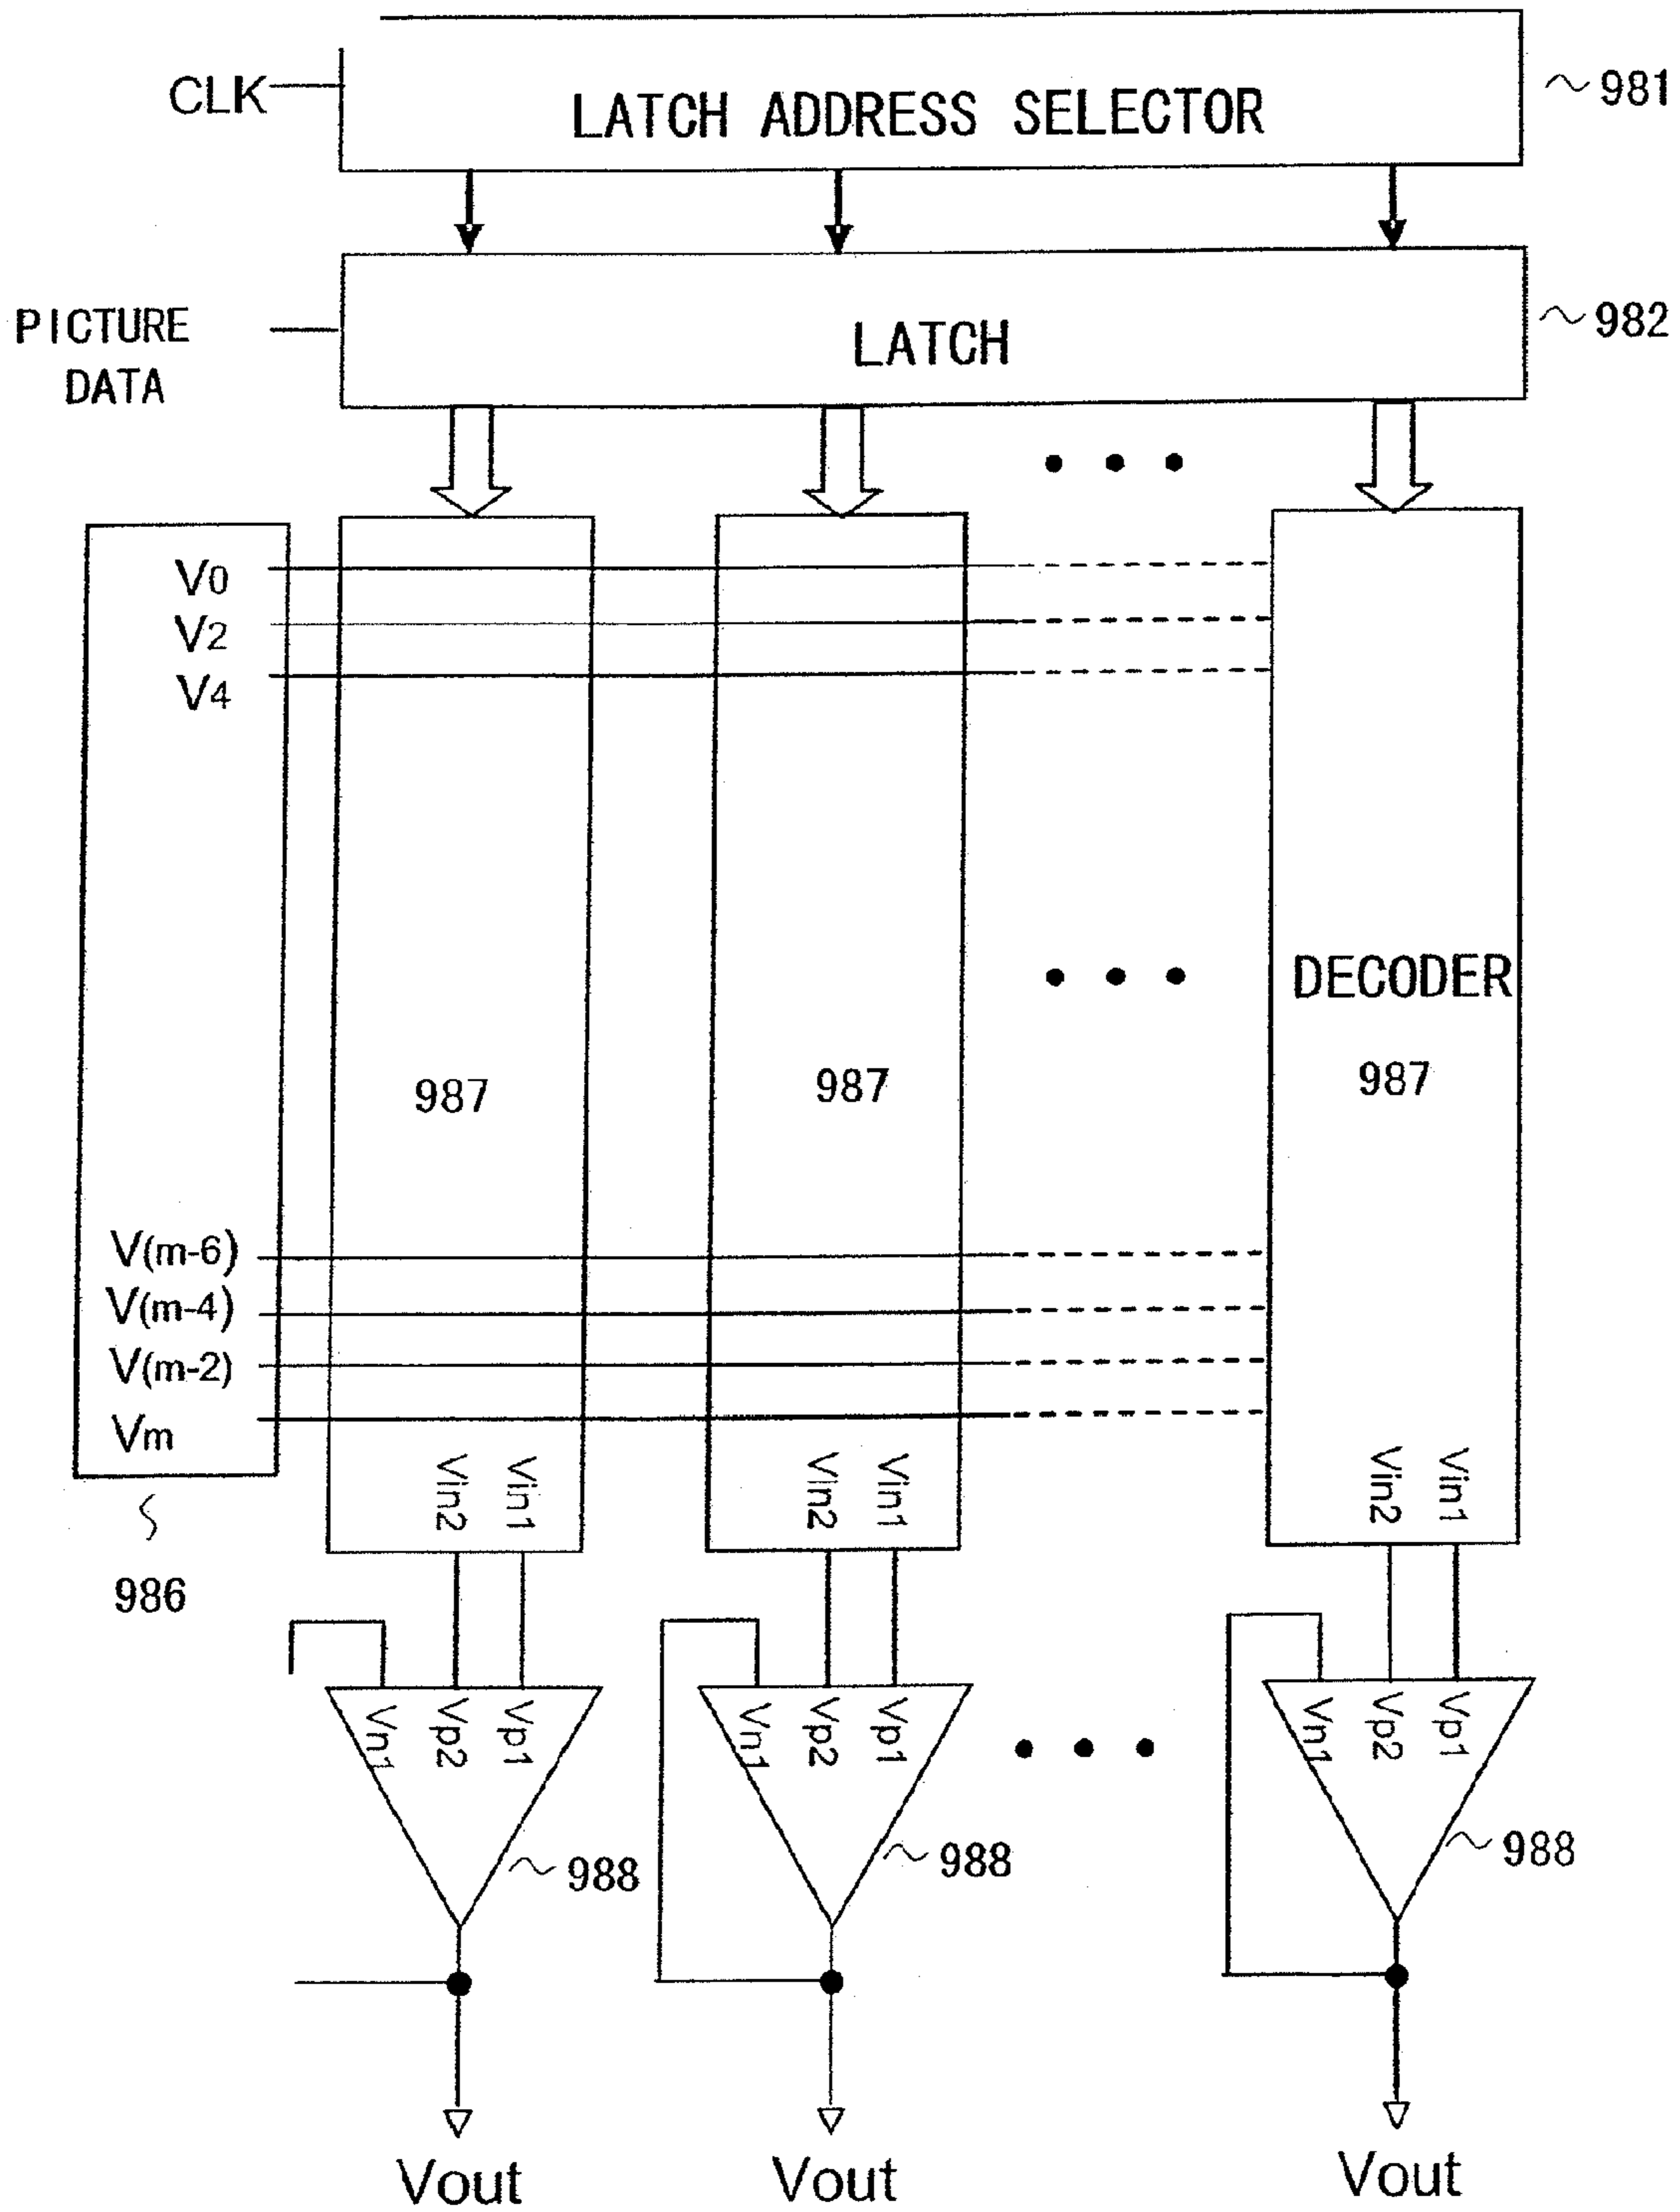 CLK
LATCH ADDRESS SELECTOR
981
PICTURE
DATA
LATCH
982
V0
V2
V4
DECODER
987
987
987
V(m-6)
V(m-4)
V(m-2)
Vm
Vin2
Vin1
Vin2
Vin1
Vin2
Vin1
986
Vn1
Vp2
Vp1
Vn1
Vp2
Vp1
Vn1
Vp2
Vp1
988
988
988
Vout
Vout
Vout